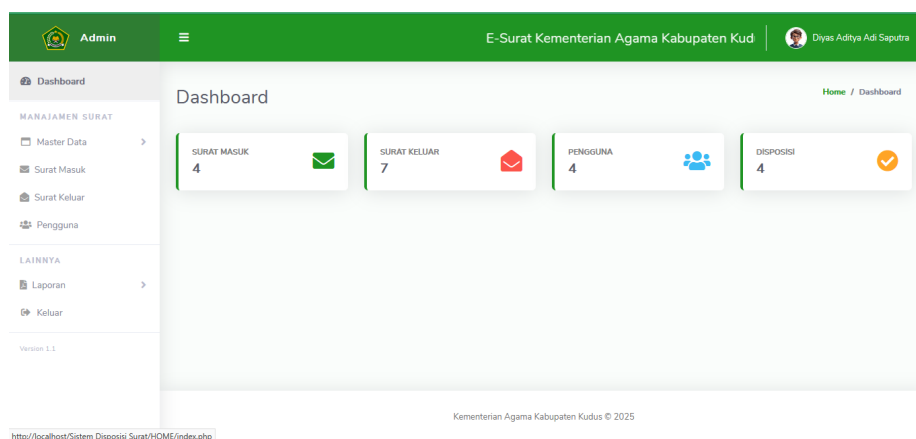 Admin
E-Surat Kementerian Agama Kabupaten Kud
Diyas Aditya Adi Saputra
Dashboard
MANAJAMEN SURAT
Master Data
Surat Masuk
Surat Keluar
Pengguna
LAINNYA
Laporan
Keluar
Version 1.1
Dashboard
Home / Dashboard
SURAT MASUK
4
SURAT KELUAR
7
PENGGUNA
4
DISPOSISI
4
Kementerian Agama Kabupaten Kudus © 2025
http://localhost/Sistem Disposisi Surat/HOME/index.php